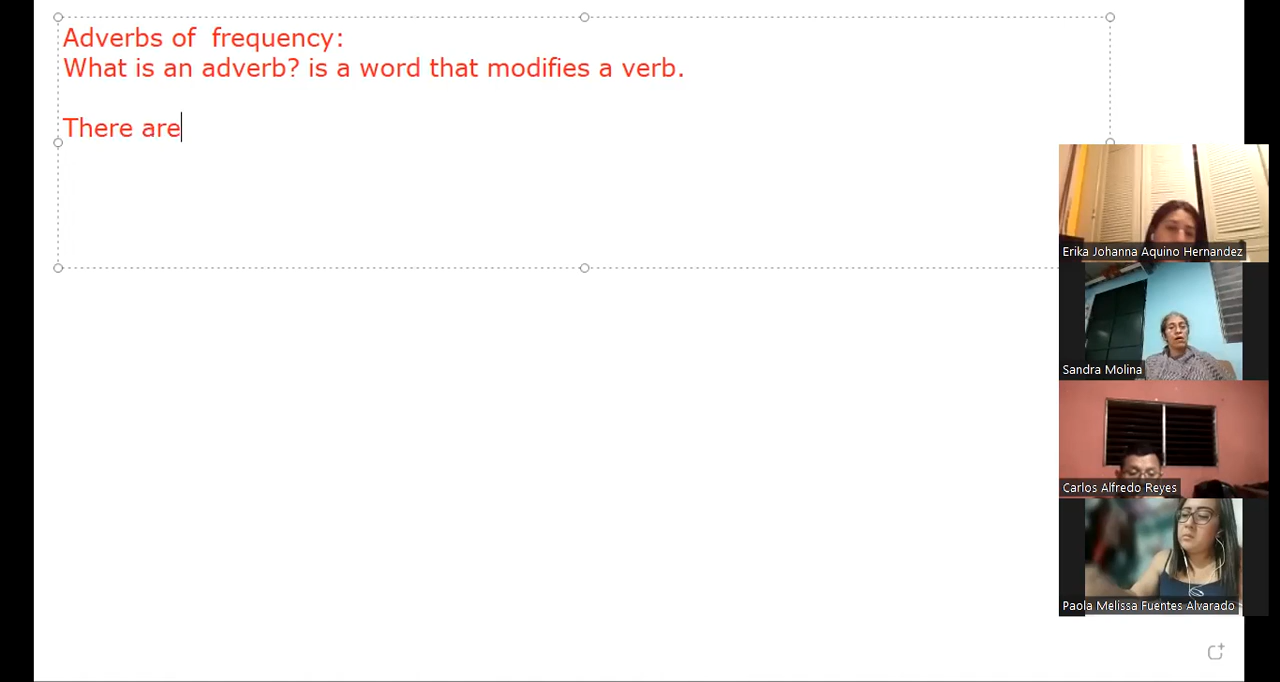 Adverbs of frequency:
What is an adverb? is a word that modifies a verb.
There are
Erika Johanna Aquino Hernandez
Sandra Molina
Carlos Alfredo Reyes
Paola Melissa Fuentes Alvarado